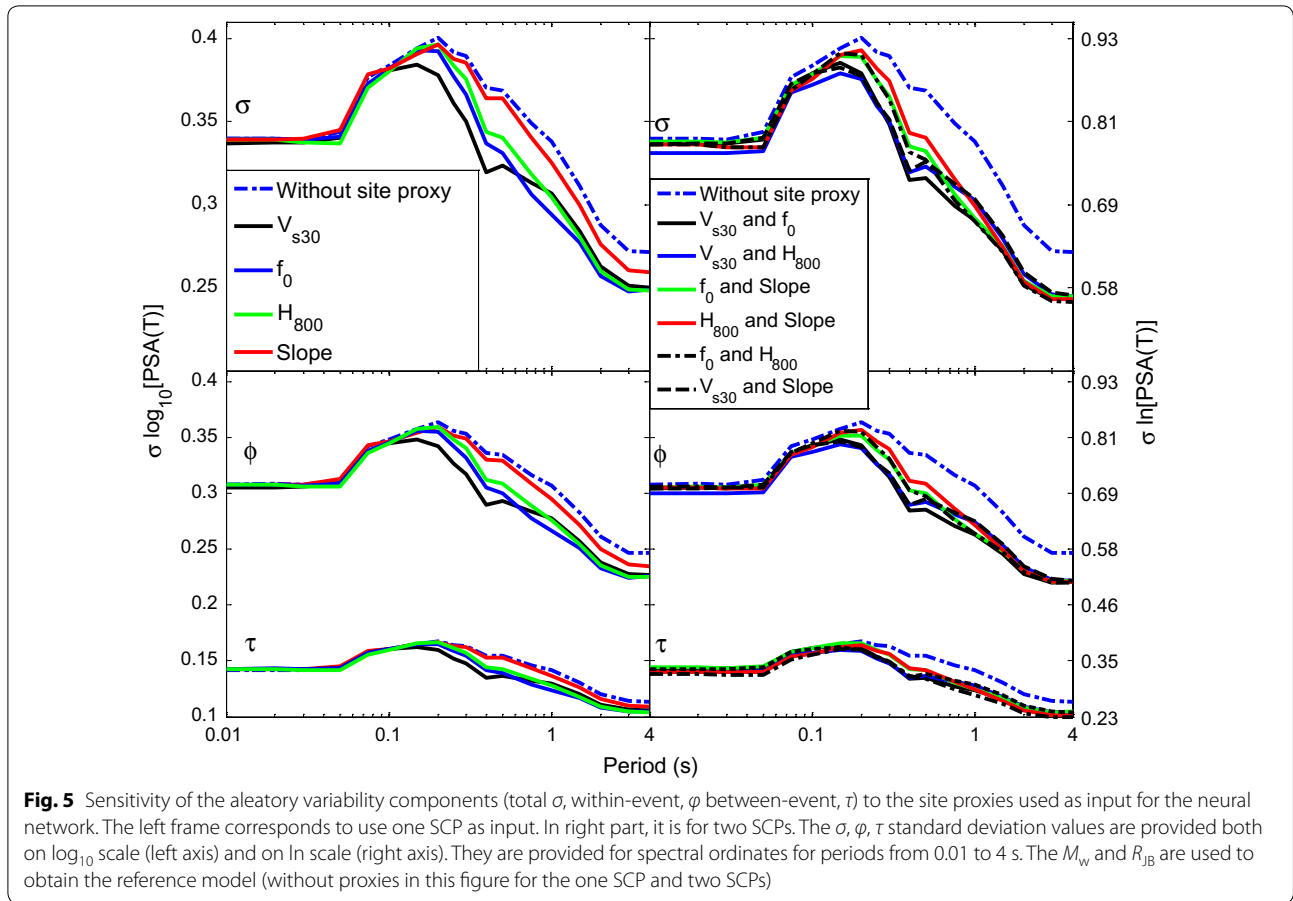 0.4
0.35
0.3
0.25
σ
Without site proxy
Vs30
f0
H800
Slope
σ
Without site proxy
Vs30 and f0
Vs30 and H800
f0 and Slope
H800 and Slope
f0 and H800
Vs30 and Slope
0.93
0.81
0.69
0.58
σ log10[PSA(T)]
σ ln[PSA(T)]
0.4
0.35
0.3
0.25
0.2
0.15
0.1
ϕ
τ
ϕ
τ
0.93
0.81
0.69
0.58
0.46
0.35
0.23
0.01 0.1 1 4
0.1 1 4
Period (s)
Fig. 5 Sensitivity of the aleatory variability components (total σ, within-event, φ between-event, τ) to the site proxies used as input for the neural
network. The left frame corresponds to use one SCP as input. In right part, it is for two SCPs. The σ, φ, τ standard deviation values are provided both
on log10 scale (left axis) and on ln scale (right axis). They are provided for spectral ordinates for periods from 0.01 to 4 s. The Mw and RJB are used to
obtain the reference model (without proxies in this figure for the one SCP and two SCPs)